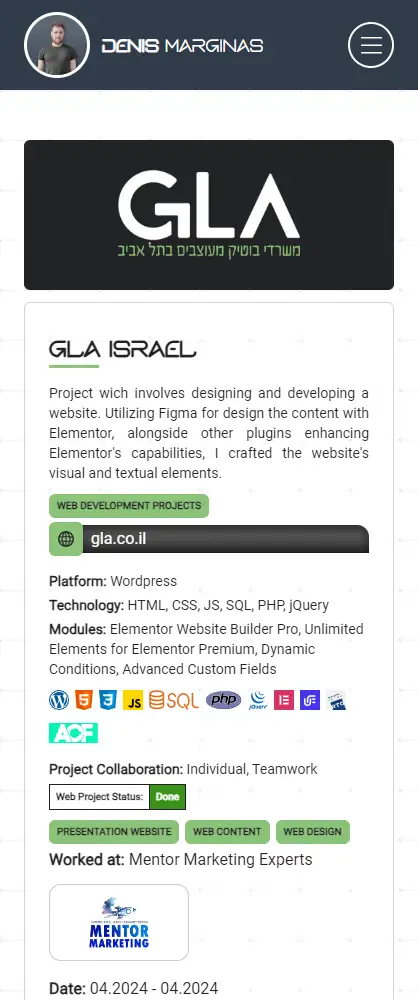 DENIS MARGINAS
GLA
משרדי בוטיק מעוצבים בתל אביב
GLA ISRAEL
Project wich involves designing and developing a
website. Utilizing Figma for design the content with
Elementor, alongside other plugins enhancing
Elementor's capabilities, I crafted the website's
visual and textual elements.
WEB DEVELOPMENT PROJECTS
gla.co.il
Platform: Wordpress
Technology: HTML, CSS, JS, SQL, PHP, jQuery
Modules: Elementor Website Builder Pro, Unlimited
Elements for Elementor Premium, Dynamic
Conditions, Advanced Custom Fields
JS SQL php jQuery
ACF
Project Collaboration: Individual, Teamwork
Web Project Status: Done
PRESENTATION WEBSITE WEB CONTENT WEB DESIGN
Worked at: Mentor Marketing Experts
MENTOR
MARKETING
Date: 04.2024 - 04.2024